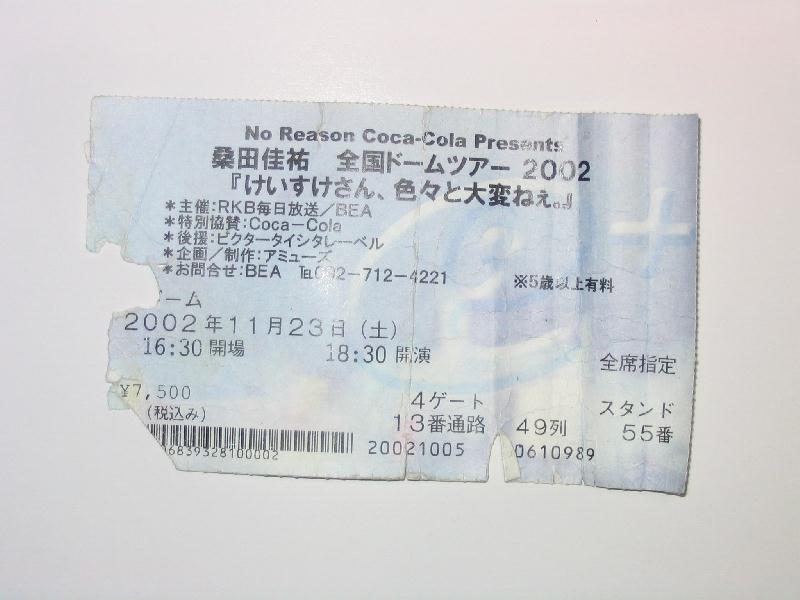 No Reason Coca-Cola Presents
桑田佳祐 全国ドームツアー 2002
『けいすけさん、色々と大変ねぇ。』
*主催:RKB毎日放送/BEA
*特別協賛:Coca-Cola
*後援:ビクタータイシタレーベル
*企画/制作:アミューズ
*お問合せ:BEA ℡092-712-4221
※5歳以上有料
ーム
2002年11月23日(土)
16:30開場 18:30開演
全席指定
¥7,500
(税込み)
4ゲート
スタンド
13番通路 49列 55番
6839328100002 20021005 0610989
e+